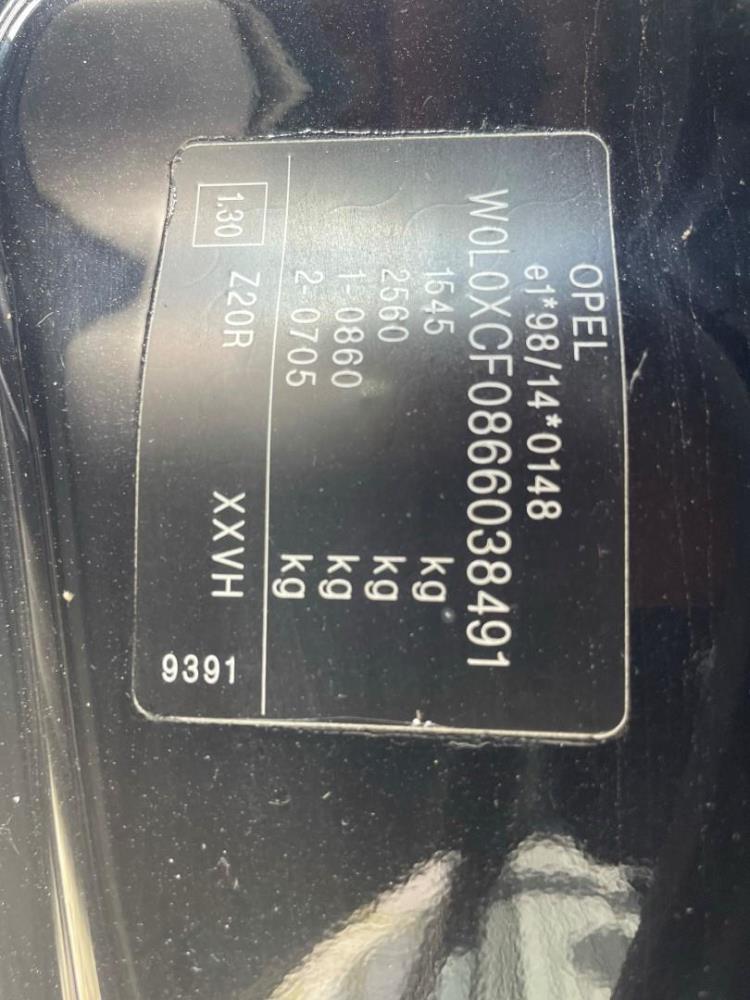 OPEL
e1*98/14*0148
W0L0XCF0866038491
1545 kg
2560 kg
1- 0860 kg
2- 0705 kg
1.30 Z20R XXVH
9391